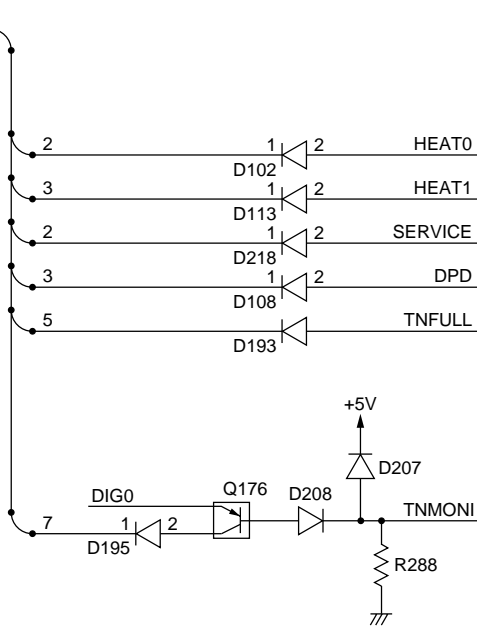 2 1 2 HEAT0
D102
3 1 2 HEAT1
D113
2 1 2 SERVICE
D218
3 1 2 DPD
D108
5 TNFULL
D193
+5V
D207
DIG0 Q176 D208 TNMONI
7 1 2
D195
R288